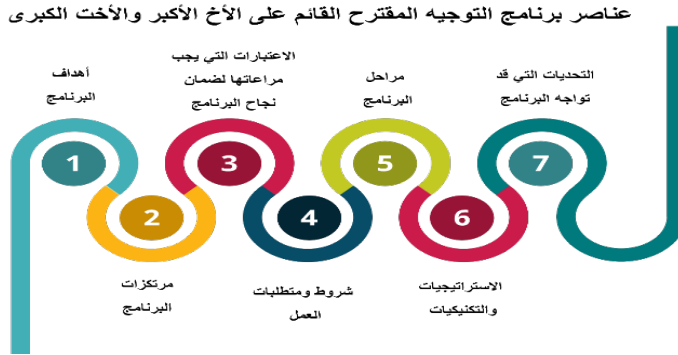 عناصر برنامج التوجيه المقترح القائم على الأخ الأكبر والأخت الكبرى
أهداف
البرنامج
1
2
مرتكزات
البرنامج
الاعتبارات التي يجب
مراعاتها لضمان
نجاح البرنامج
3
4
شروط ومتطلبات
العمل
مراحل
البرنامج
5
6
الاستراتيجيات
والتكنيكيات
التحديات التي قد
تواجه البرنامج
7